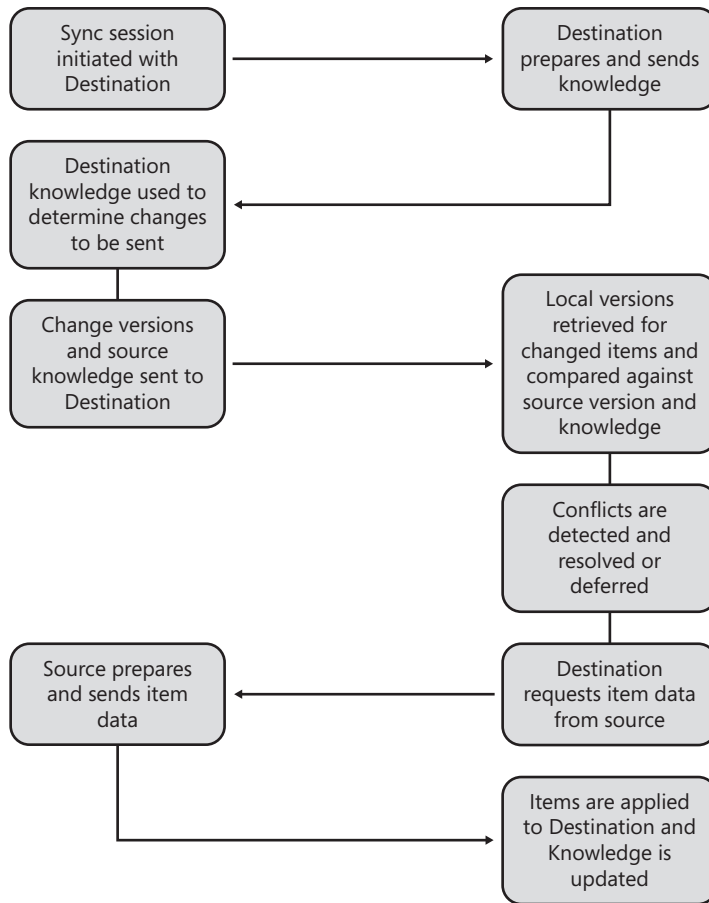 Sync session
initiated with
Destination
Destination
prepares and sends
knowledge
Destination
knowledge used to
determine changes
to be sent
Change versions
and source
knowledge sent to
Destination
Local versions
retrieved for
changed items and
compared against
source version and
knowledge
Conflicts are
detected and
resolved or
deferred
Destination
requests item data
from source
Source prepares
and sends item
data
Items are applied
to Destination and
Knowledge is
updated